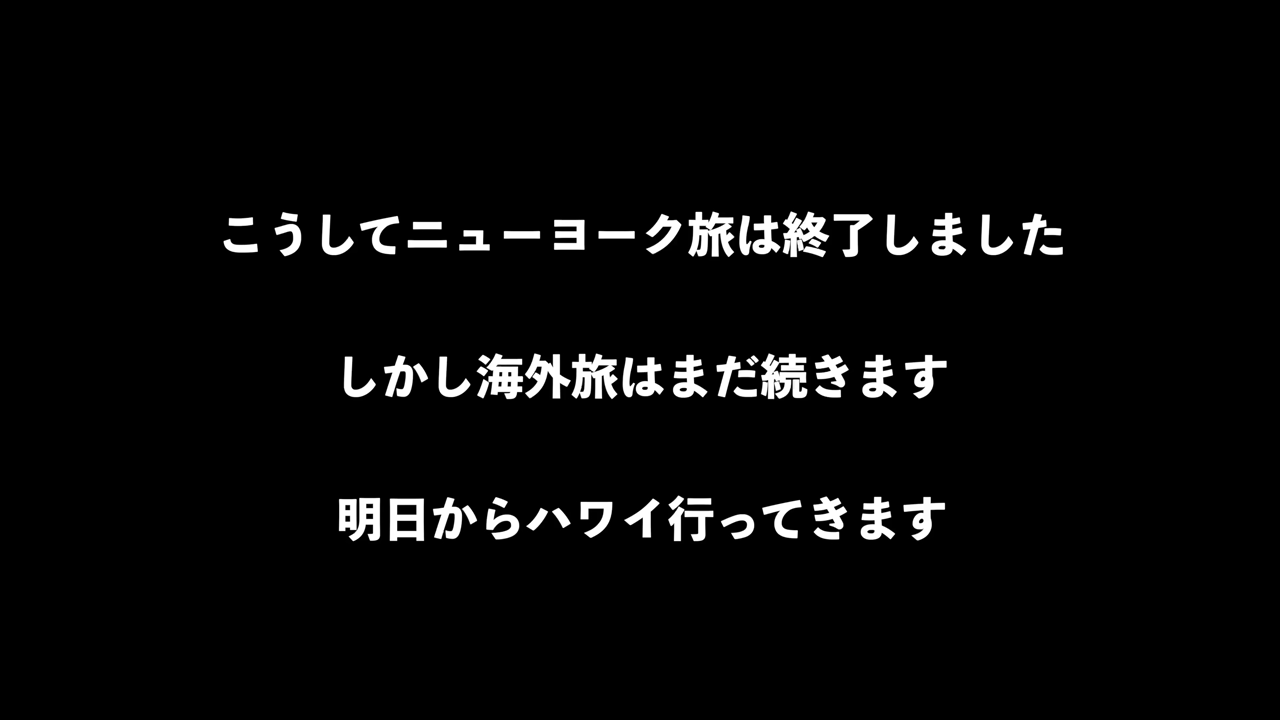 こうしてニューヨーク旅は終了しました
しかし海外旅はまだ続きます
明日からハワイ行ってきます